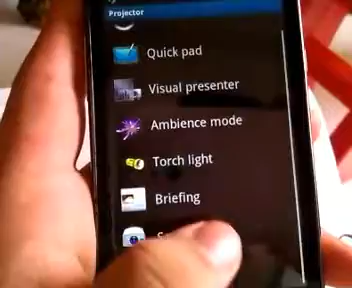 Projector
Quick pad
Visual presenter
Ambience mode
Torch light
Briefing